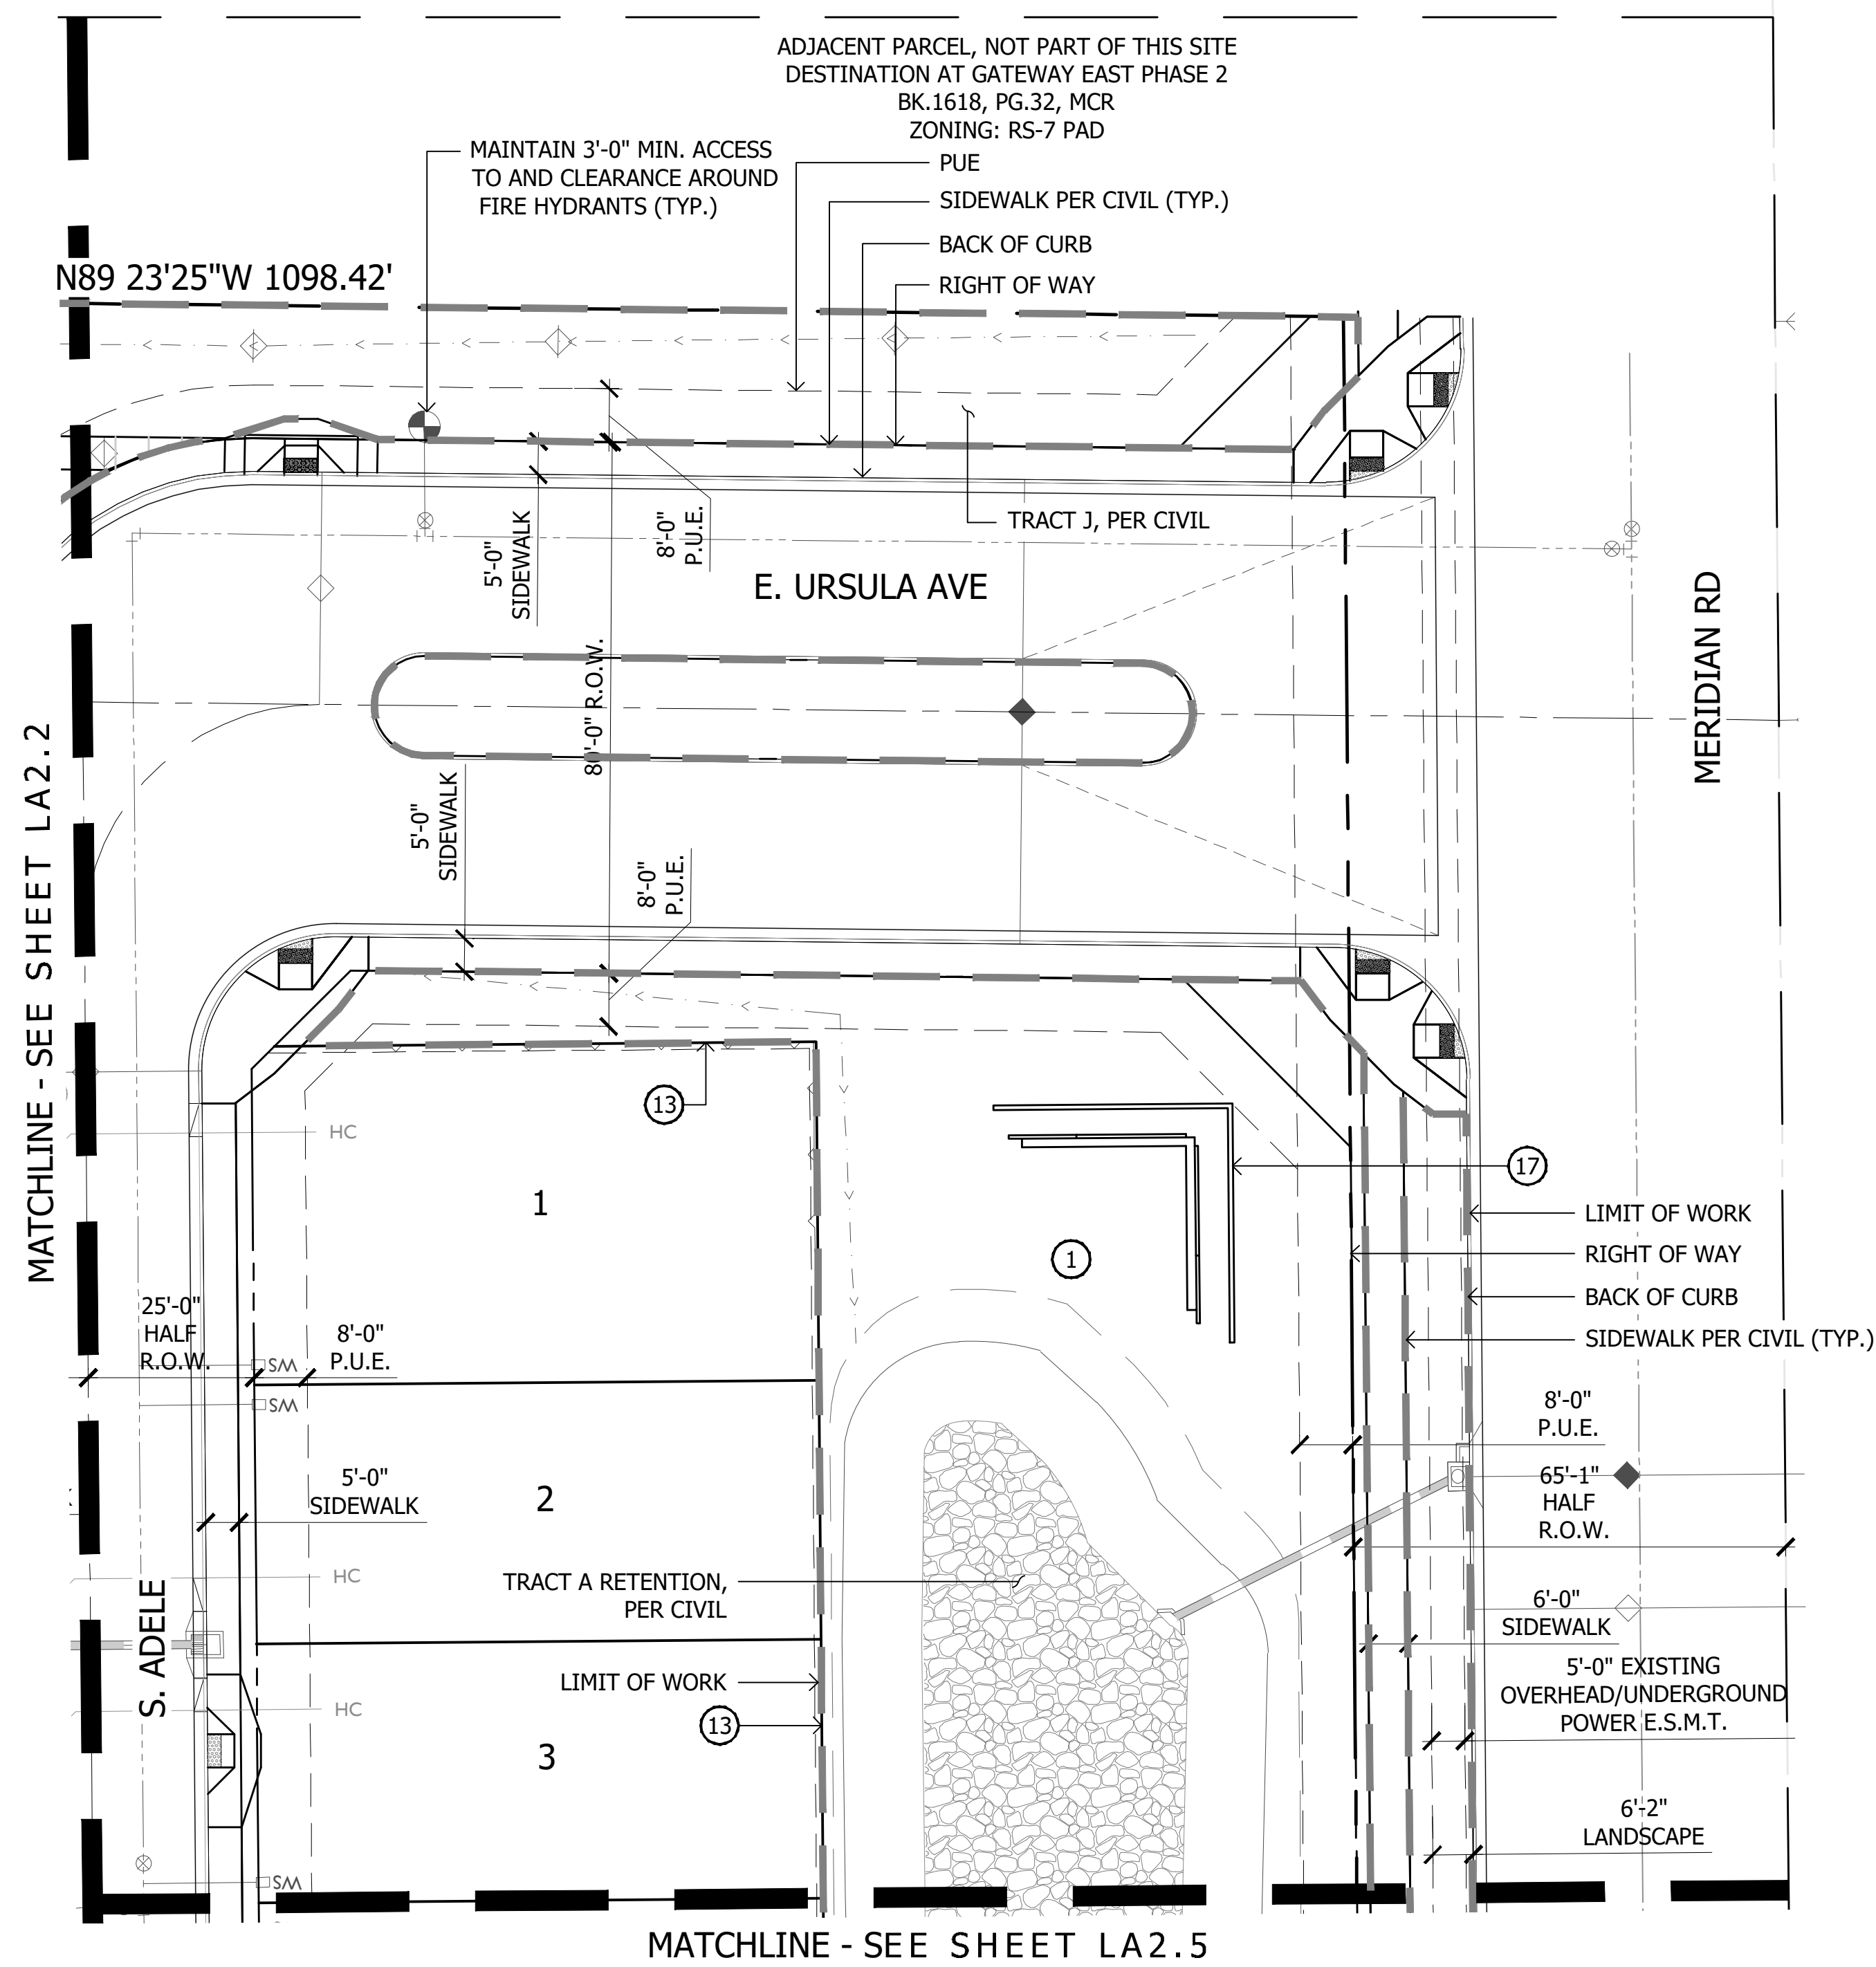 ADJACENT PARCEL, NOT PART OF THIS SITE
DESTINATION AT GATEWAY EAST PHASE 2
BK.1618, PG.32, MCR
ZONING: RS-7 PAD
MAINTAIN 3'-0" MIN. ACCESS
TO AND CLEARANCE AROUND
FIRE HYDRANTS (TYP.)
PUE
SIDEWALK PER CIVIL (TYP.)
BACK OF CURB
RIGHT OF WAY
N89 23'25"W 1098.42'
5'-0"
SIDEWALK
8'-0"
P.U.E.
TRACT J, PER CIVIL
E. URSULA AVE
MERIDIAN RD
80'-0" R.O.W.
5'-0"
SIDEWALK
8'-0"
P.U.E.
MATCHLINE - SEE SHEET LA2.2
13
HC
1
17
1
LIMIT OF WORK
RIGHT OF WAY
BACK OF CURB
SIDEWALK PER CIVIL (TYP.)
25'-0"
HALF
R.O.W.
8'-0"
P.U.E.
SM
SM
8'-0"
P.U.E.
5'-0"
SIDEWALK
2
65'-1"
HALF
R.O.W.
HC
TRACT A RETENTION,
PER CIVIL
6'-0"
SIDEWALK
S. ADELE
LIMIT OF WORK
5'-0" EXISTING
OVERHEAD/UNDERGROUND
POWER E.S.M.T.
HC
13
3
6'-2"
LANDSCAPE
SM
MATCHLINE - SEE SHEET LA2.5